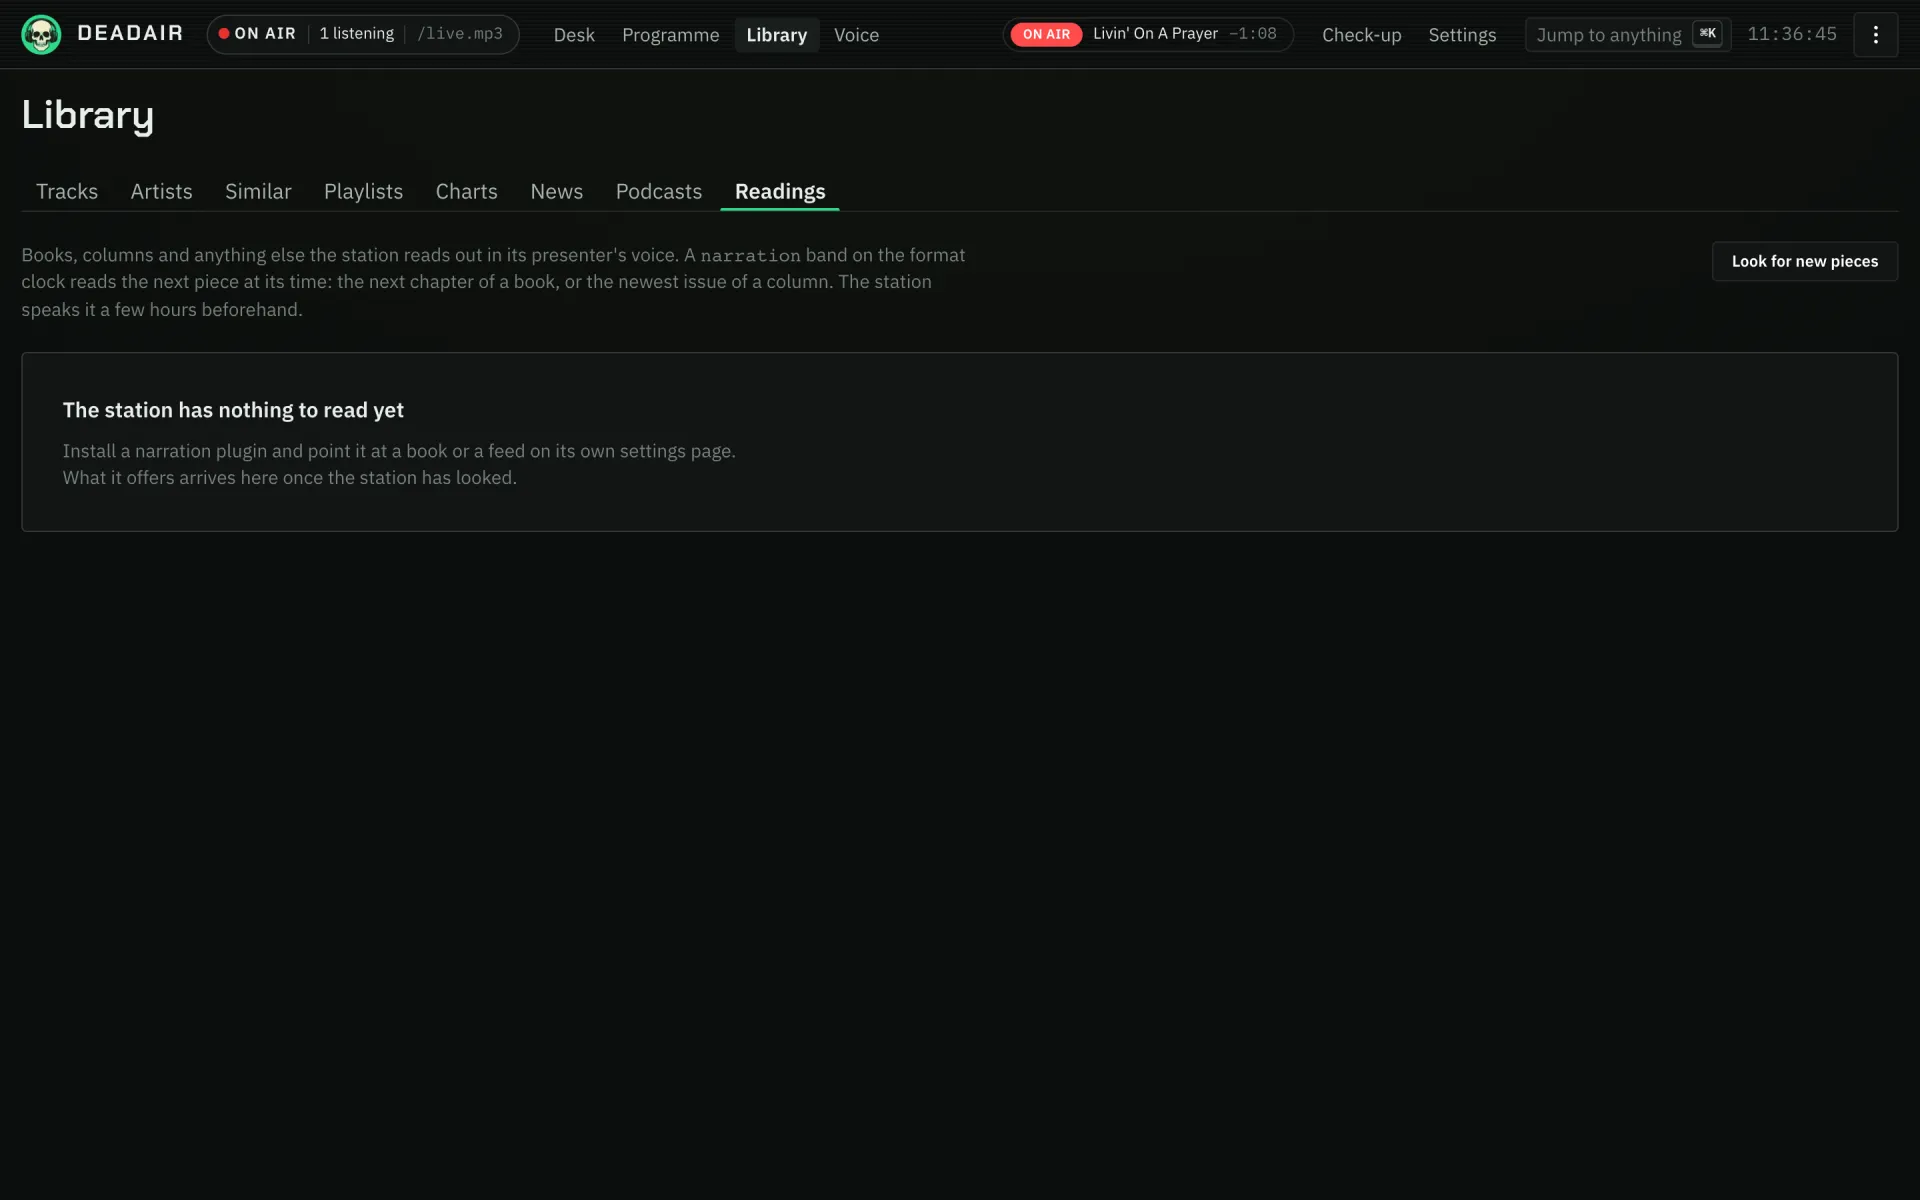 DEADAIR
ON AIR
1 listening
/live.mp3
Desk
Programme
Library
Voice
ON AIR
Livin' On A Prayer
−1:08
Check-up
Settings
Jump to anything
⌘K
11:36:45
Library
Tracks
Artists
Similar
Playlists
Charts
News
Podcasts
Readings
Books, columns and anything else the station reads out in its presenter's voice. A narration band on the format
clock reads the next piece at its time: the next chapter of a book, or the newest issue of a column. The station
speaks it a few hours beforehand.
Look for new pieces
The station has nothing to read yet
Install a narration plugin and point it at a book or a feed on its own settings page.
What it offers arrives here once the station has looked.